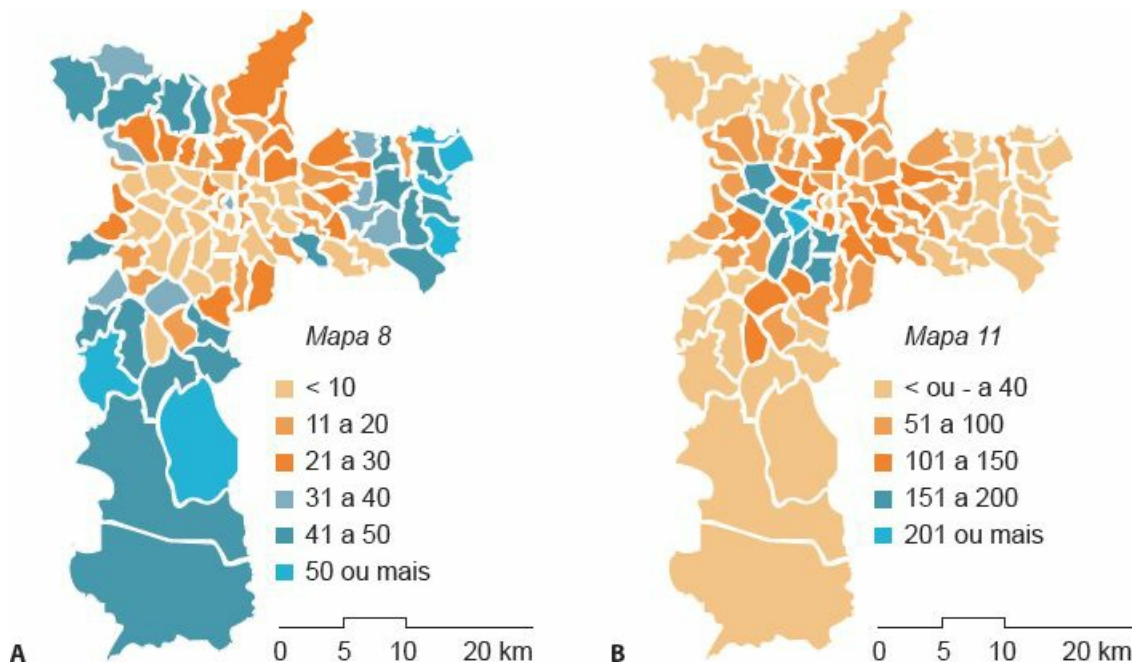 Mapa 8
< 10
11 a 20
21 a 30
31 a 40
41 a 50
50 ou mais
A
0 5 10 20 km
Mapa 11
< ou - a 40
51 a 100
101 a 150
151 a 200
201 ou mais
B
0 5 10 20 km